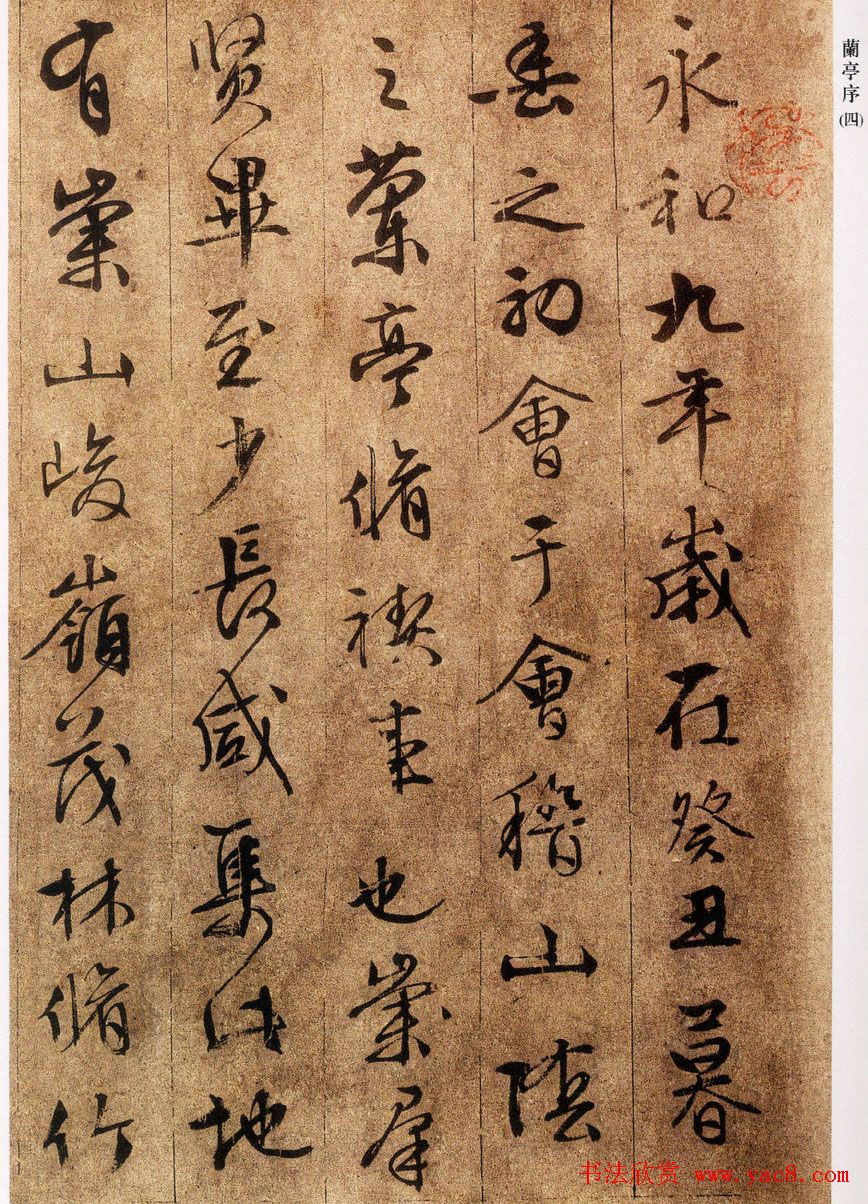 蘭亭序(四)
永和九年歲在癸丑暮
春之初會于會稽山陰
之蘭亭脩禊事也羣
賢畢至少長咸集此地
有崇山峻嶺茂林脩竹
书法欣赏 www.yac8.com